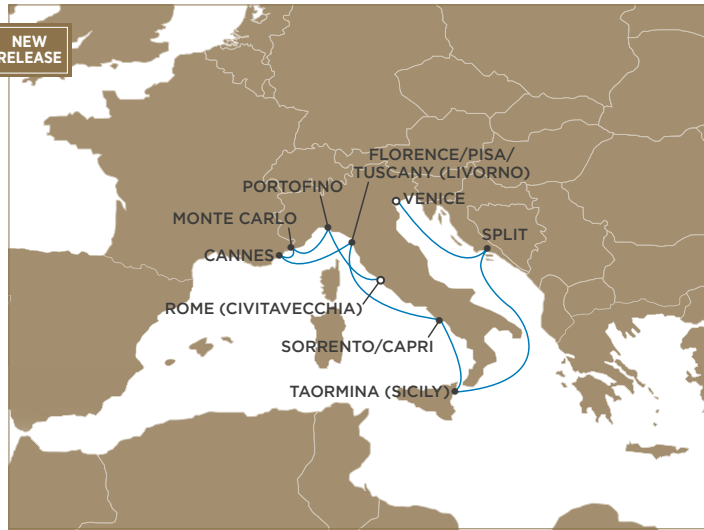 NEW
RELEASE
FLORENCE/PISA/
TUSCANY (LIVORNO)
PORTOFINO
VENICE
MONTE CARLO
SPLIT
CANNES
ROME (CIVITAVECCHIA)
SORRENTO/CAPRI
TAORMINA (SICILY)